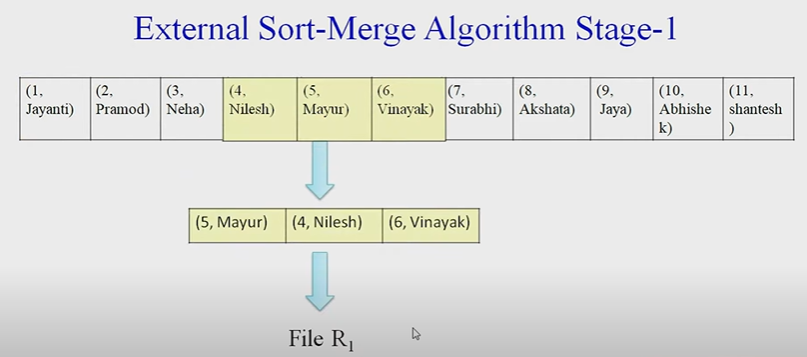 External Sort-Merge Algorithm Stage-1
(1, (2, (3, (4, (5, (6, (7, (8, (9, (10, (11,
Jayanti) Pramod) Neha) Nilesh) Mayur) Vinayak) Surabhi) Akshata) Jaya) Abhishe shantesh
k) )
(5, Mayur) (4, Nilesh) (6, Vinayak)
File R1